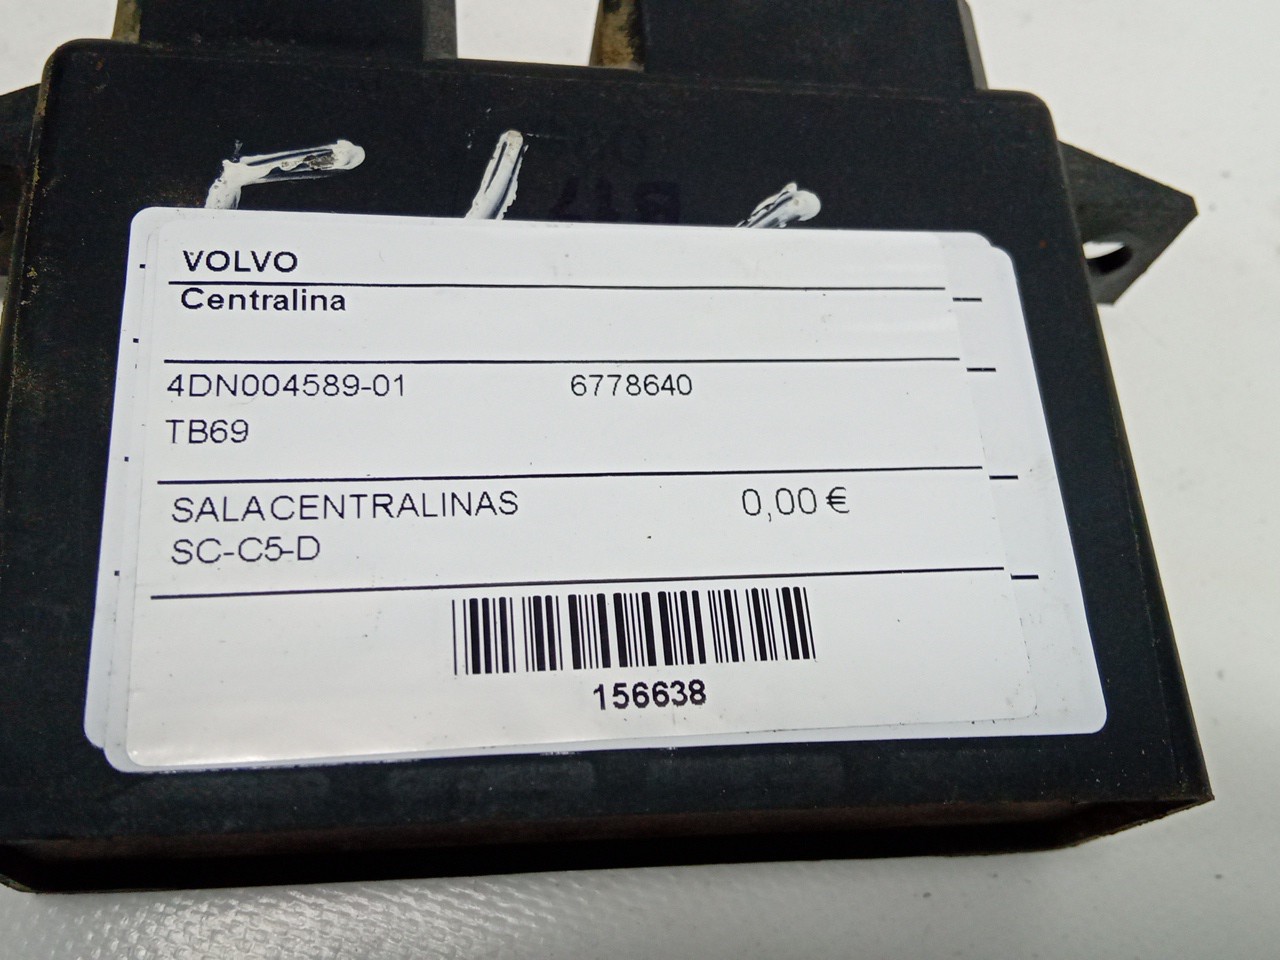 VOLVO
Centralina
4DN004589-01 6778640
TB69
SALACENTRALINAS 0,00 €
SC-C5-D
156638